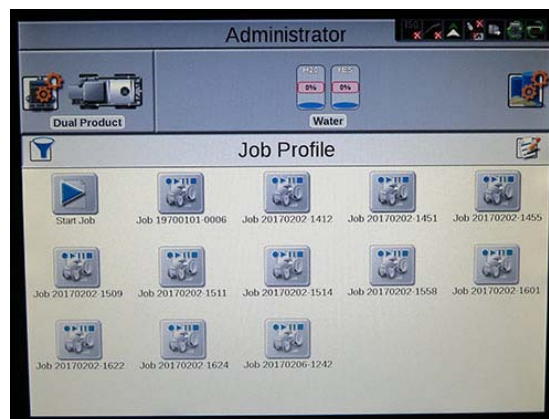 Administrator
ISO
H20 YES
0% 0%
Dual Product
Water
Job Profile
Start Job
Job 19700101-0006
Job 20170202-1412
Job 20170202-1451
Job 20170202-1455
Job 20170202-1509
Job 20170202-1511
Job 20170202-1514
Job 20170202-1558
Job 20170202-1601
Job 20170202-1622
Job 20170202-1624
Job 20170206-1242